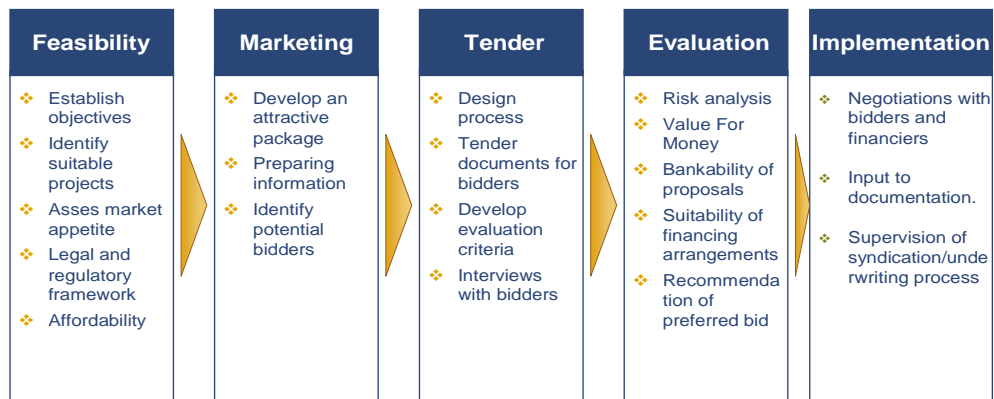 Feasibility
Establish
objectives
Identify
suitable
projects
Asses market
appetite
Legal and
regulatory
framework
Affordability
Marketing
Develop an
attractive
package
Preparing
information
Identify
potential
bidders
Tender
Design
process
Tender
documents for
bidders
Develop
evaluation
criteria
Interviews
with bidders
Evaluation
Risk analysis
Value For
Money
Bankability of
proposals
Suitability of
financing
arrangements
Recommenda
tion of
preferred bid
Implementation
Negotiations with
bidders and
financiers
Input to
documentation.
Supervision of
syndication/unde
rwriting process